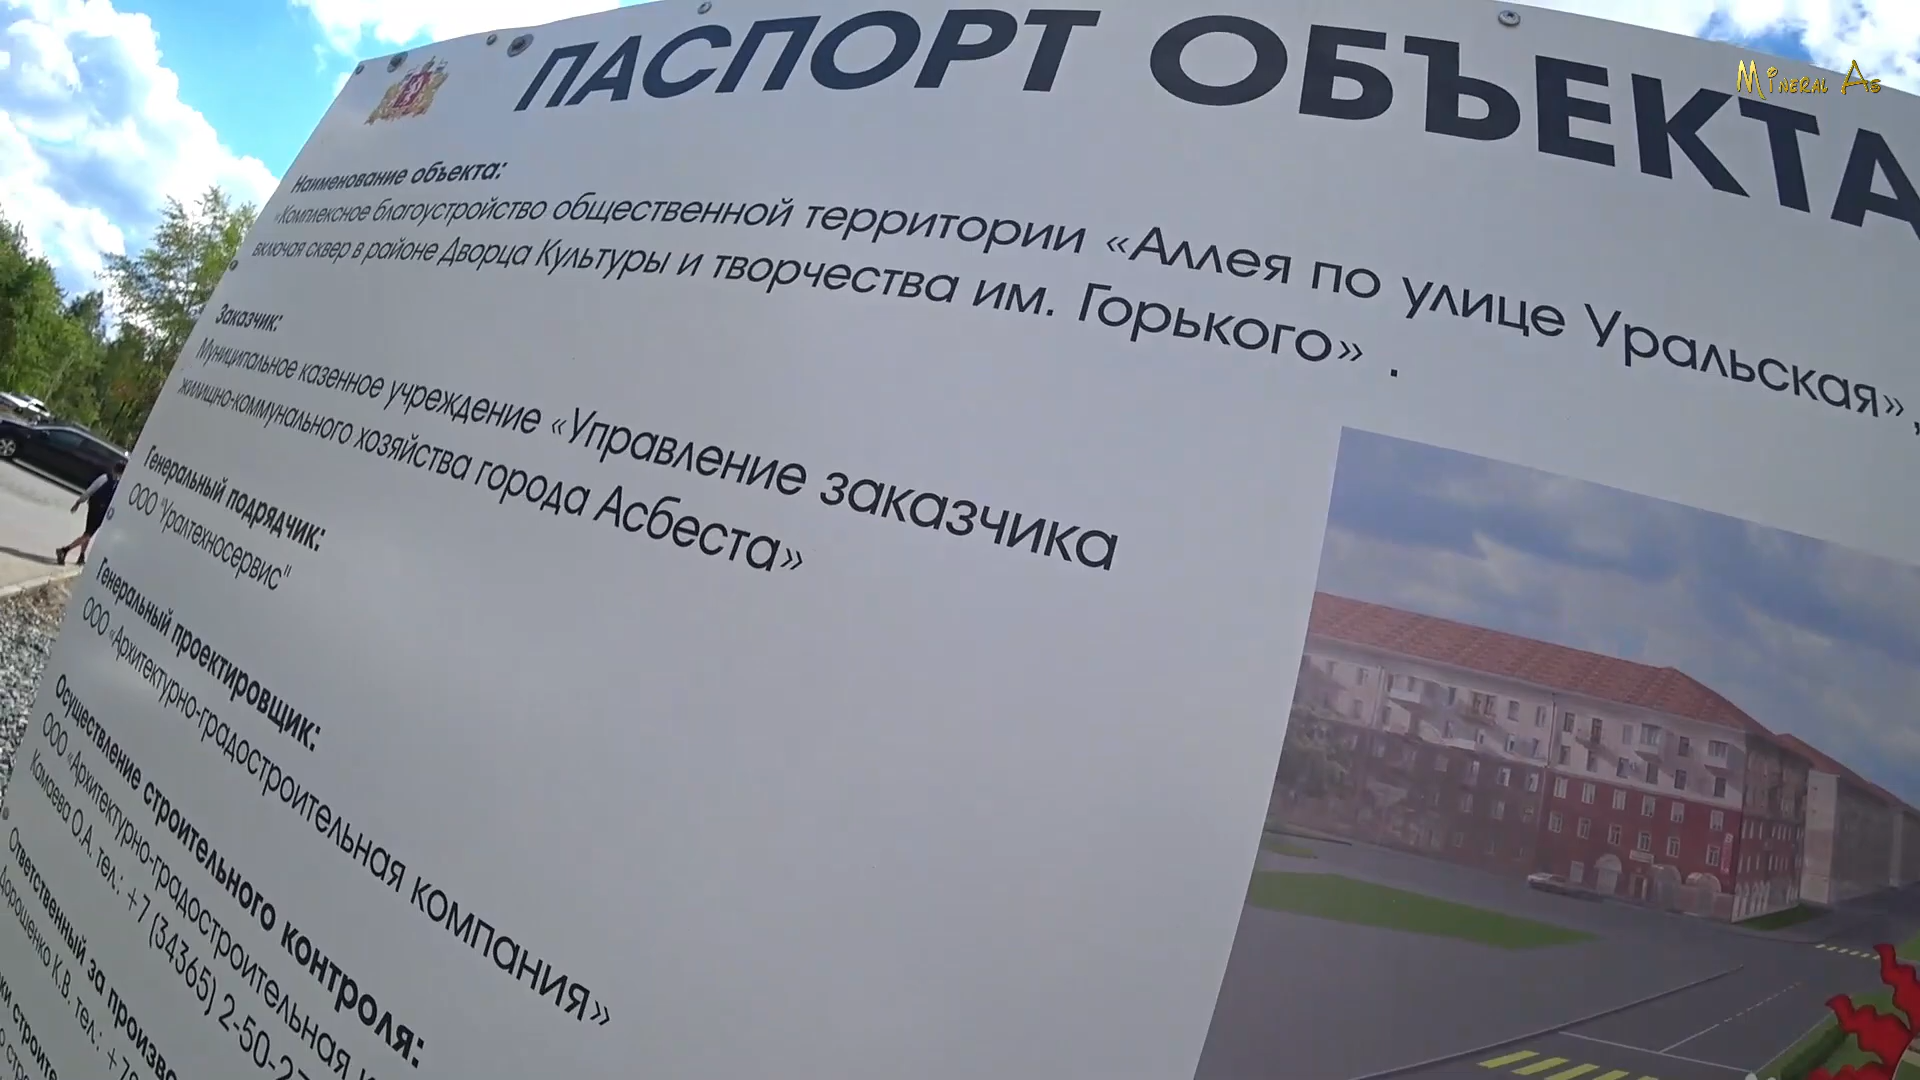 ПАСПОРТ ОБЪЕКТА
Mineral As
Наименование объекта:
«Комплексное благоустройство общественной территории «Аллея по улице Уральская»,
включая сквер в районе Дворца Культуры и творчества им. Горького» .
Заказчик:
Муниципальное казенное учреждение «Управление заказчика
жилищно-коммунального хозяйства города Асбеста»
Генеральный подрядчик:
ООО "Уралтехносервис"
Генеральный проектировщик:
ООО «Архитектурно-градостроительная компания»
Осуществление строительного контроля:
ООО «Архитектурно-градостроительная
Камаева О.А. тел.: +7 (34365) 2-50-2
Ответственный за произво
Дорошенко К.В. тел.: +7